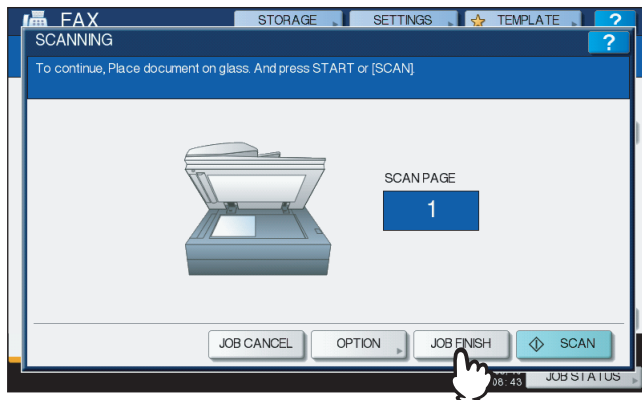 FAX STORAGE SETTINGS TEMPLATE ?
SCANNING ?
To continue, Place document on glass. And press START or [SCAN].
SCAN PAGE
1
JOB CANCEL OPTION JOB FINISH SCAN
08:43 JOB STATUS